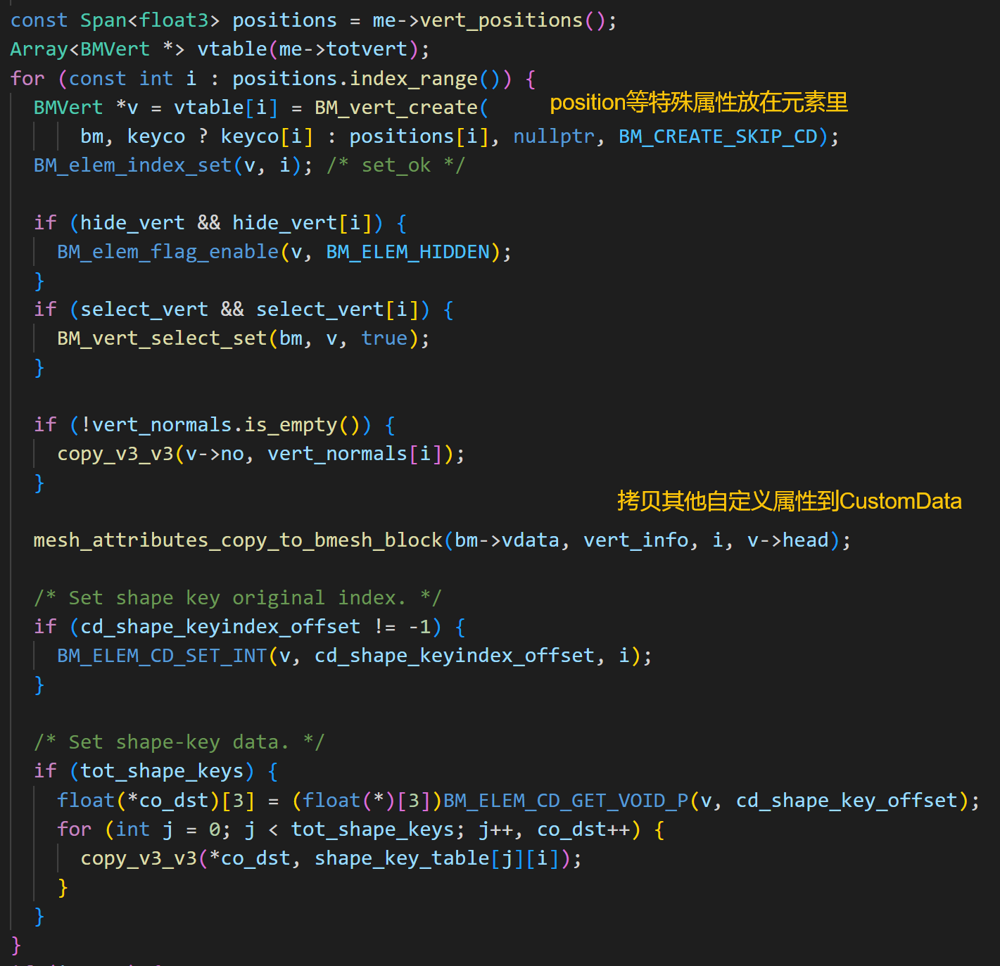 const Span<float3> positions = me->vert_positions();
Array<BMVert *> vtable(me->totvert);
for (const int i : positions.index_range()) {
  BMVert *v = vtable[i] = BM_vert_create(
position等特殊属性放在元素里
      bm, keyco ? keyco[i] : positions[i], nullptr, BM_CREATE_SKIP_CD);
  BM_elem_index_set(v, i); /* set_ok */

  if (hide_vert && hide_vert[i]) {
    BM_elem_flag_enable(v, BM_ELEM_HIDDEN);
  }
  if (select_vert && select_vert[i]) {
    BM_vert_select_set(bm, v, true);
  }

  if (!vert_normals.is_empty()) {
    copy_v3_v3(v->no, vert_normals[i]);
  }
拷贝其他自定义属性到CustomData
  mesh_attributes_copy_to_bmesh_block(bm->vdata, vert_info, i, v->head);

  /* Set shape key original index. */
  if (cd_shape_keyindex_offset != -1) {
    BM_ELEM_CD_SET_INT(v, cd_shape_keyindex_offset, i);
  }

  /* Set shape-key data. */
  if (tot_shape_keys) {
    float(*co_dst)[3] = (float(*)[3])BM_ELEM_CD_GET_VOID_P(v, cd_shape_key_offset);
    for (int j = 0; j < tot_shape_keys; j++, co_dst++) {
      copy_v3_v3(*co_dst, shape_key_table[j][i]);
    }
  }
}